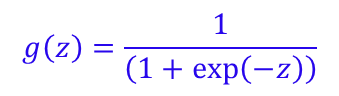 g(z) = 1 / (1 + exp(−z))